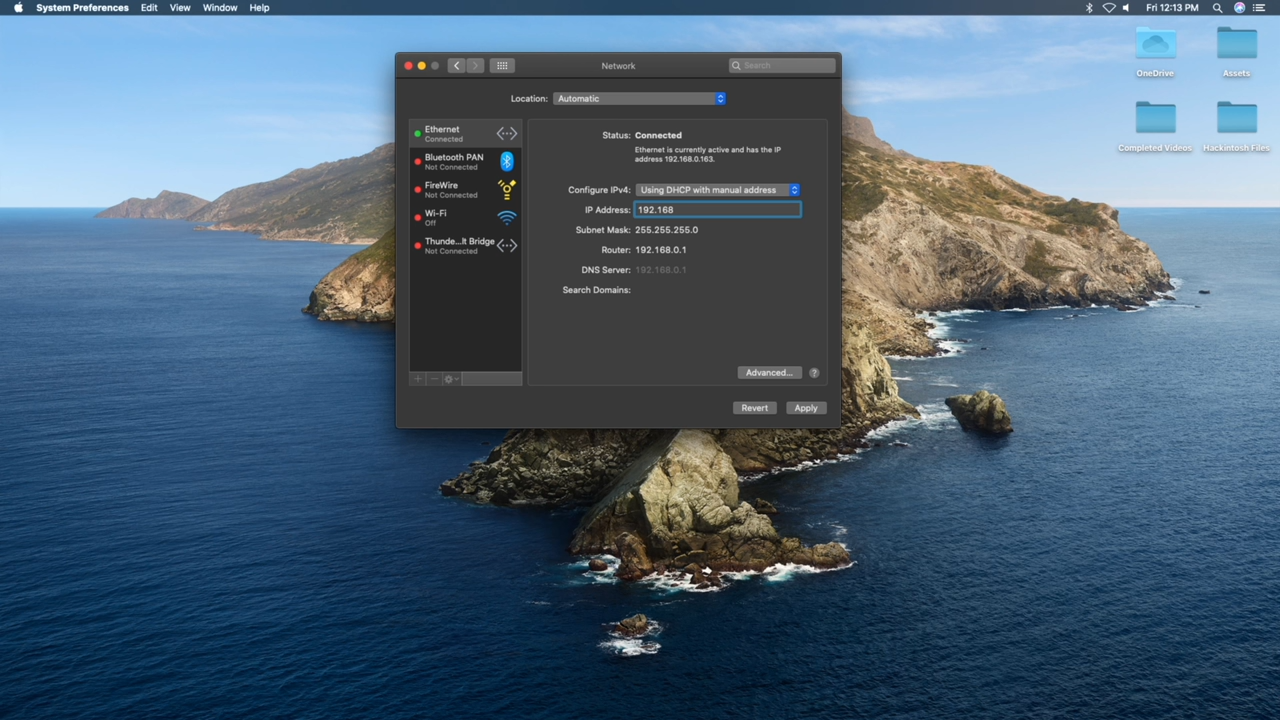 System Preferences Edit View Window Help Fri 12:13 PM
Network
Search
Location: Automatic
Ethernet
Connected
Bluetooth PAN
Not Connected
FireWire
Not Connected
Wi-Fi
Off
Thunde...lt Bridge
Not Connected
Status: Connected
Ethernet is currently active and has the IP
address 192.168.0.163.
Configure IPv4: Using DHCP with manual address
IP Address: 192.168
Subnet Mask: 255.255.255.0
Router: 192.168.0.1
DNS Server: 192.168.0.1
Search Domains:
Advanced... ?
Revert Apply
OneDrive
Assets
Completed Videos
Hackintosh Files